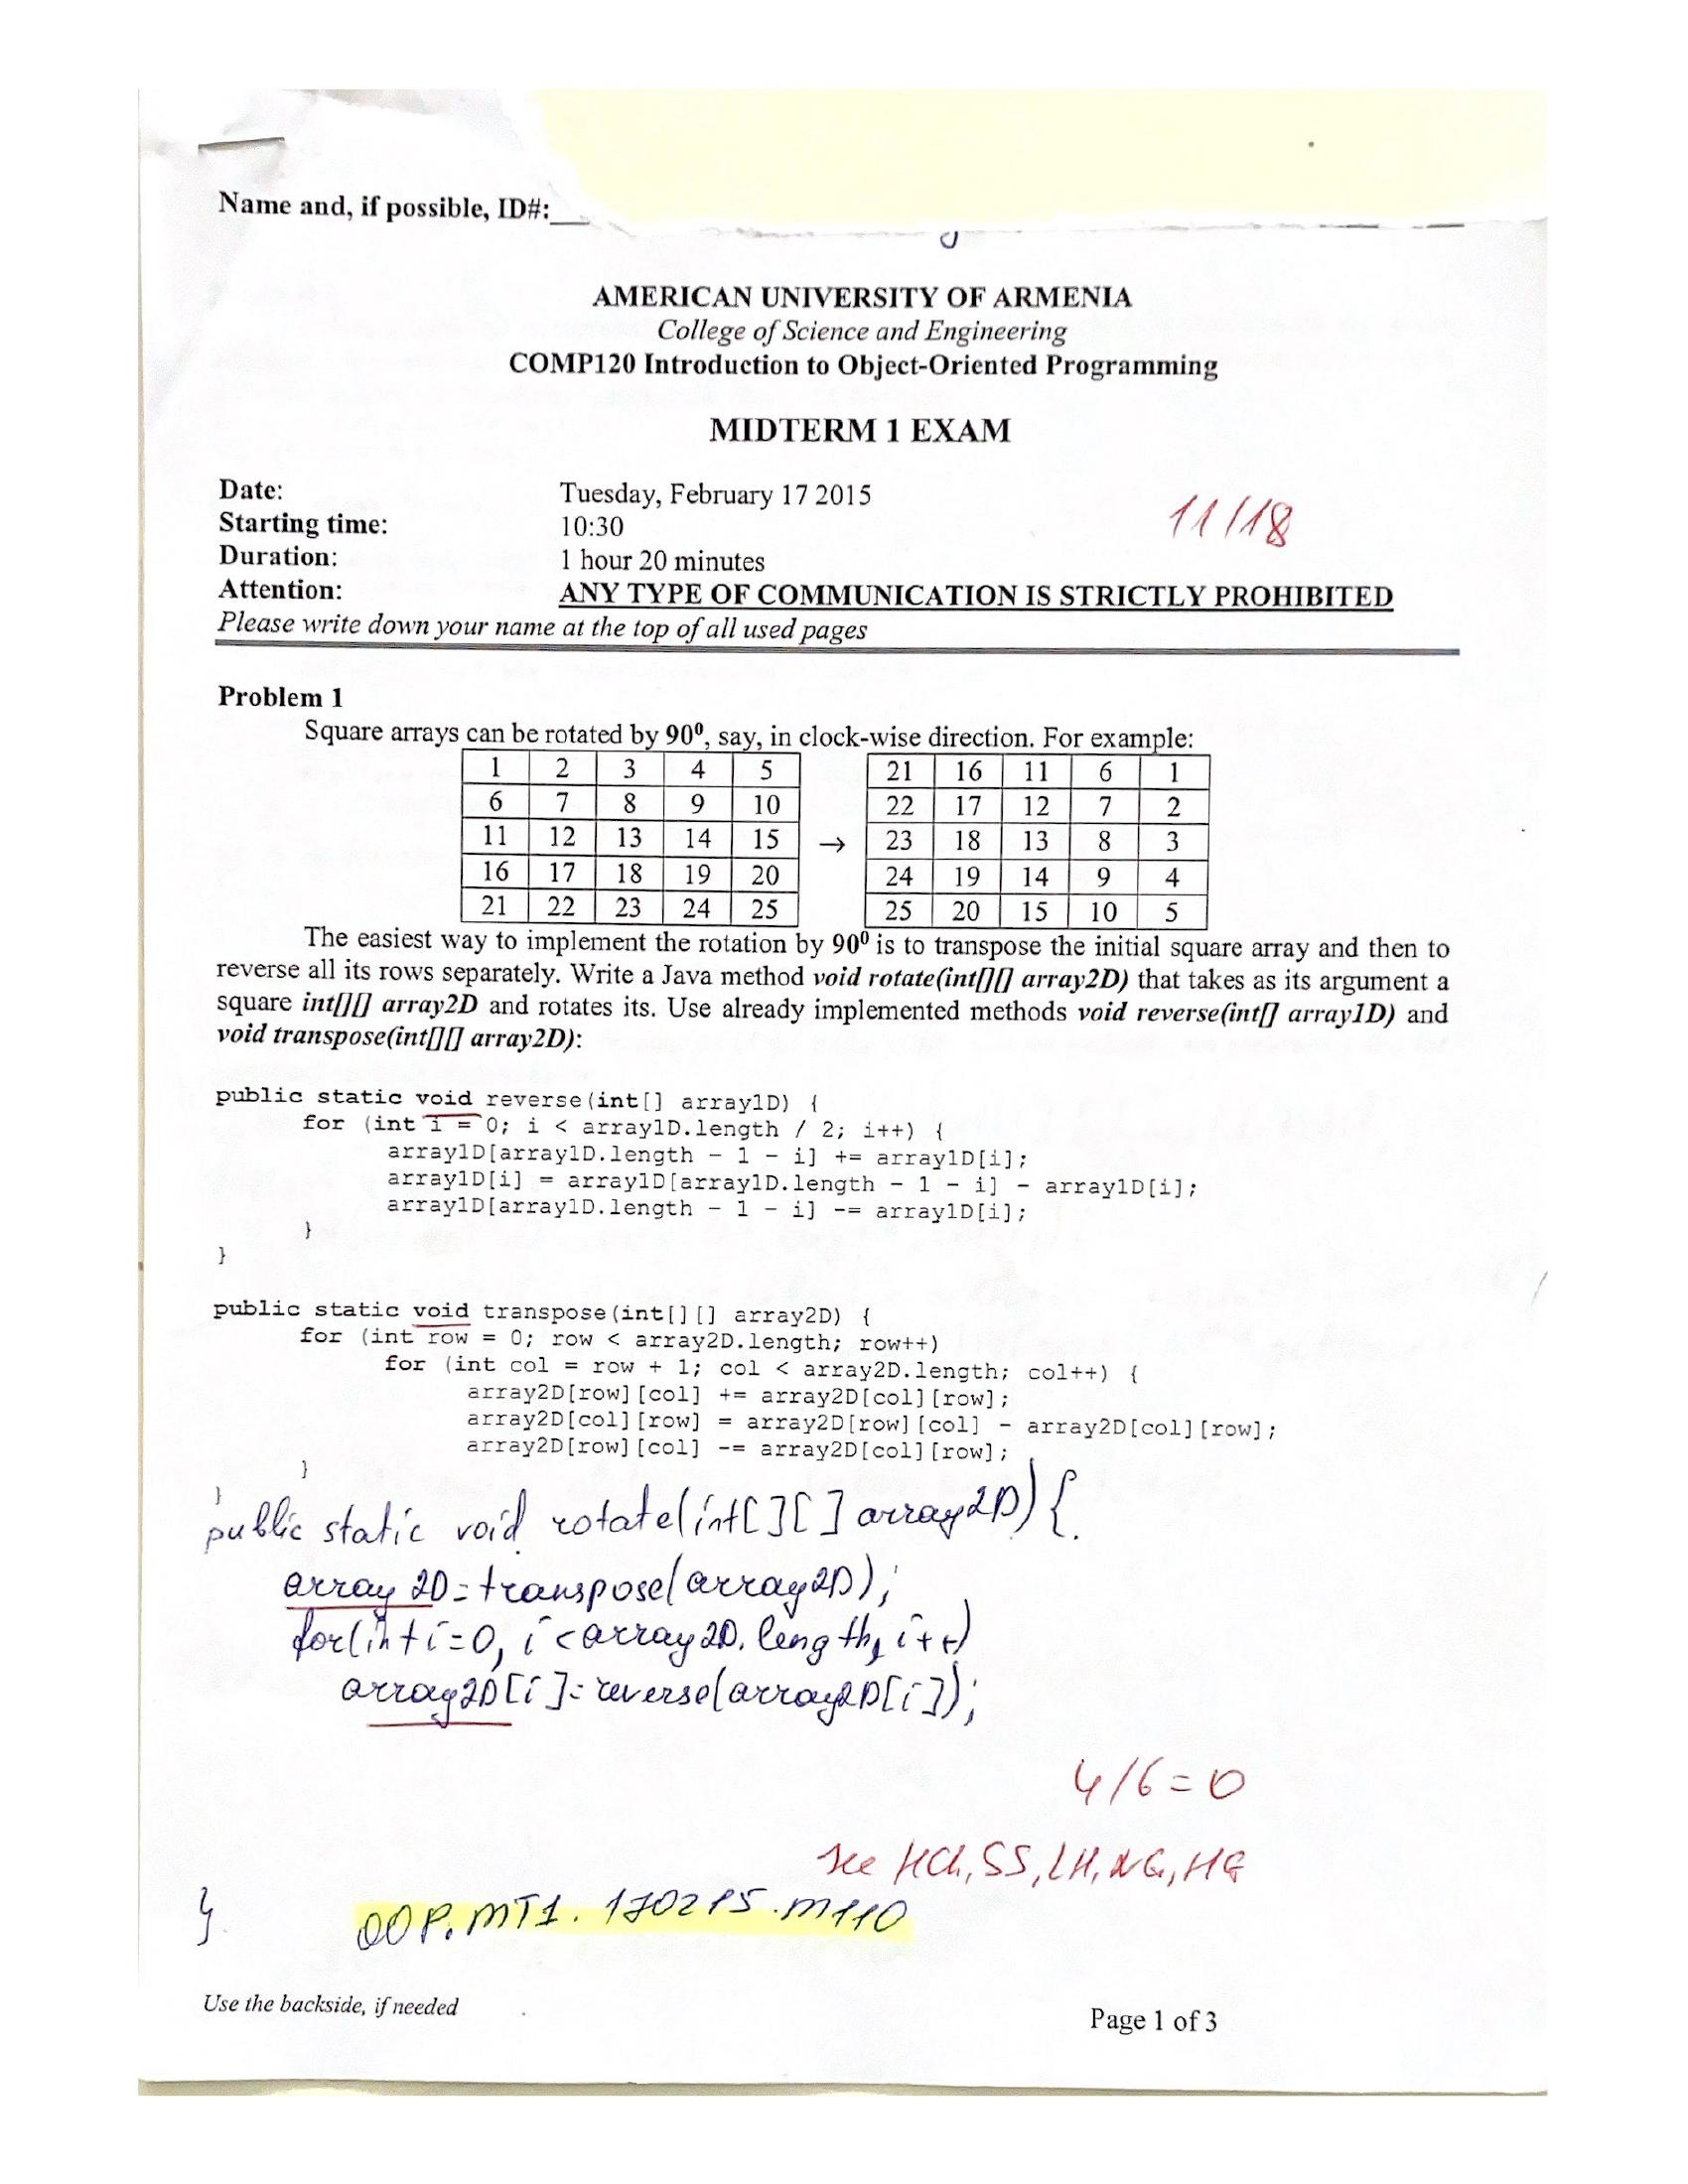 Name and, if possible, ID#:
AMERICAN UNIVERSITY OF ARMENIA
College of Science and Engineering
COMP120 Introduction to Object-Oriented Programming
MIDTERM 1 EXAM
Date: Tuesday, February 17 2015
11/18
Starting time: 10:30
Duration: 1 hour 20 minutes
Attention: ANY TYPE OF COMMUNICATION IS STRICTLY PROHIBITED
Please write down your name at the top of all used pages
Problem 1
Square arrays can be rotated by 90⁰, say, in clock-wise direction. For example:
1 2 3 4 5 21 16 11 6 1
6 7 8 9 10 22 17 12 7 2
11 12 13 14 15 → 23 18 13 8 3
16 17 18 19 20 24 19 14 9 4
21 22 23 24 25 25 20 15 10 5
The easiest way to implement the rotation by 90⁰ is to transpose the initial square array and then to
reverse all its rows separately. Write a Java method void rotate(int[][] array2D) that takes as its argument a
square int[][] array2D and rotates its. Use already implemented methods void reverse(int[] array1D) and
void transpose(int[][] array2D):
public static void reverse(int[] array1D) {
for (int i = 0; i < array1D.length / 2; i++) {
array1D[array1D.length - 1 - i] += array1D[i];
array1D[i] = array1D[array1D.length - 1 - i] - array1D[i];
array1D[array1D.length - 1 - i] -= array1D[i];
}
}
public static void transpose(int[][] array2D) {
for (int row = 0; row < array2D.length; row++)
for (int col = row + 1; col < array2D.length; col++) {
array2D[row][col] += array2D[col][row];
array2D[col][row] = array2D[row][col] - array2D[col][row];
array2D[row][col] -= array2D[col][row];
}
}
public static void rotate(int[][] array2D) {
array2D=transpose(array2D);
for(int i=0, i<array2D.length, i++)
array2D[i]=reverse(array2D[i]);
4/6=0
see HCh, SS, LH, NG, HG
}
OOP.MT1.170215.M110
Use the backside, if needed
Page 1 of 3